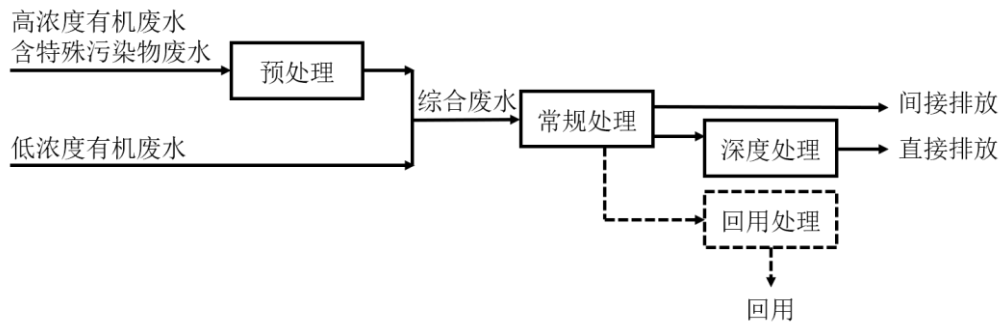 高浓度有机废水
含特殊污染物废水
预处理
低浓度有机废水
综合废水
常规处理
间接排放
深度处理
直接排放
回用处理
回用